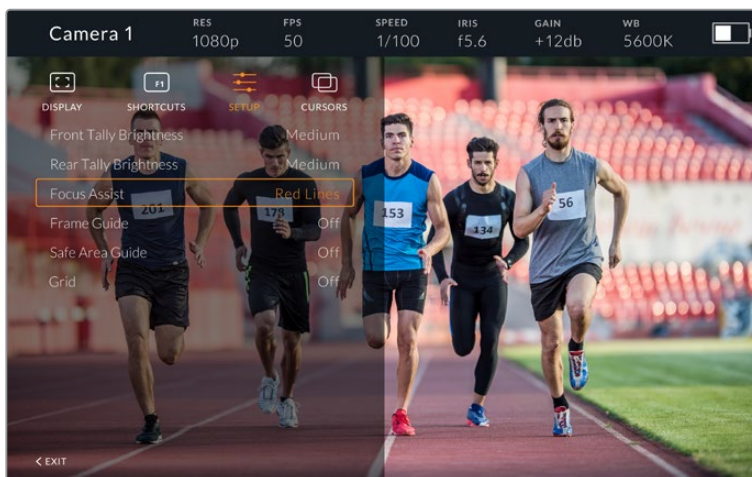 Camera 1
RES FPS SPEED IRIS GAIN WB
1080p 50 1/100 f5.6 +12db 5600K
F1
DISPLAY SHORTCUTS SETUP CURSORS
Front Tally Brightness Medium
Rear Tally Brightness Medium
Focus Assist Red Lines
Frame Guide Off
Safe Area Guide Off
Grid Off
201
178
153
134
56
< EXIT